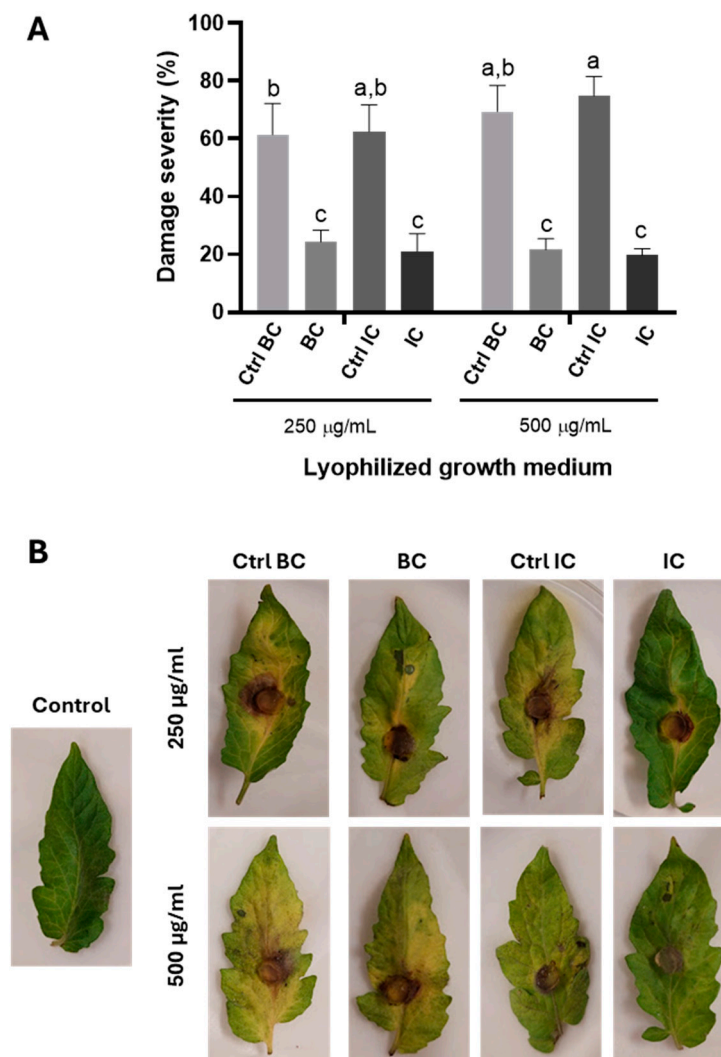 A
Damage severity (%)
100
80
60
40
20
0
b
c
a,b
c
a,b
c
a
c
Ctrl BC
BC
Ctrl IC
IC
Ctrl BC
BC
Ctrl IC
IC
250 μg/mL
500 μg/mL
Lyophilized growth medium
B
Ctrl BC
BC
Ctrl IC
IC
Control
250 μg/ml
500 μg/ml